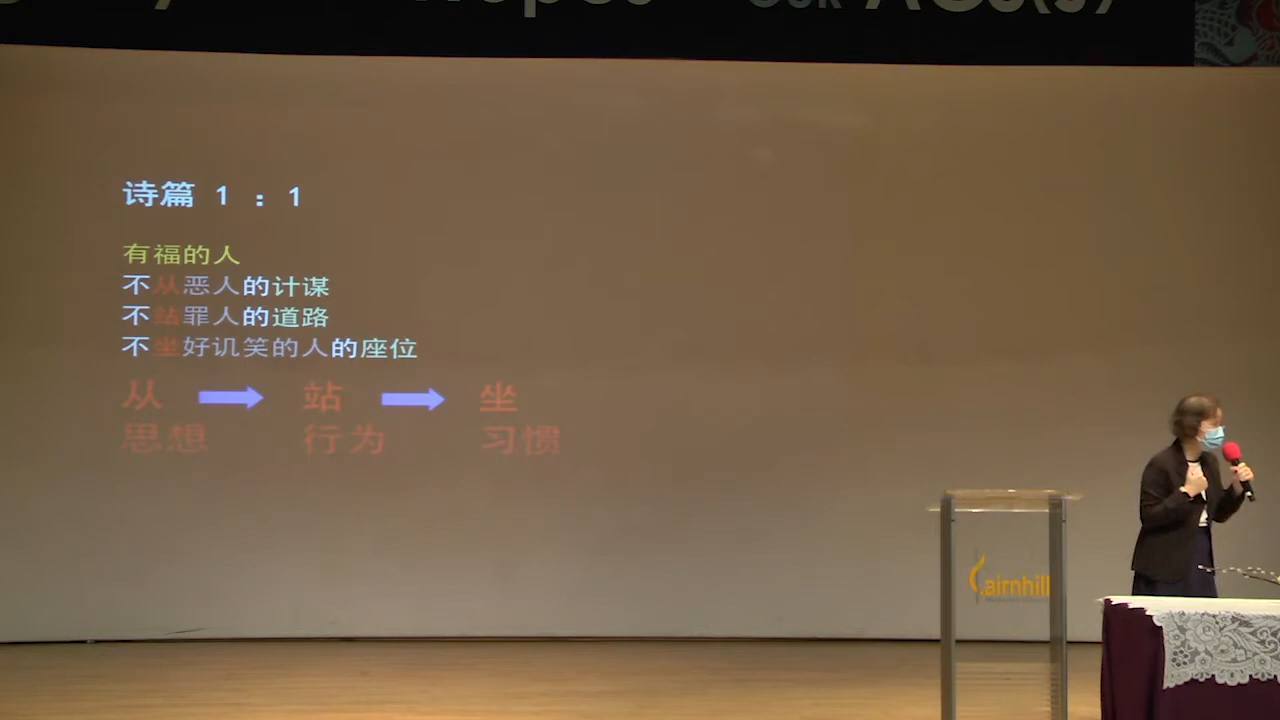 诗篇 1 : 1
有福的人
不从恶人的计谋
不站罪人的道路
不坐好讥笑的人的座位
从 站 坐
思想 行为 习惯
airnhill